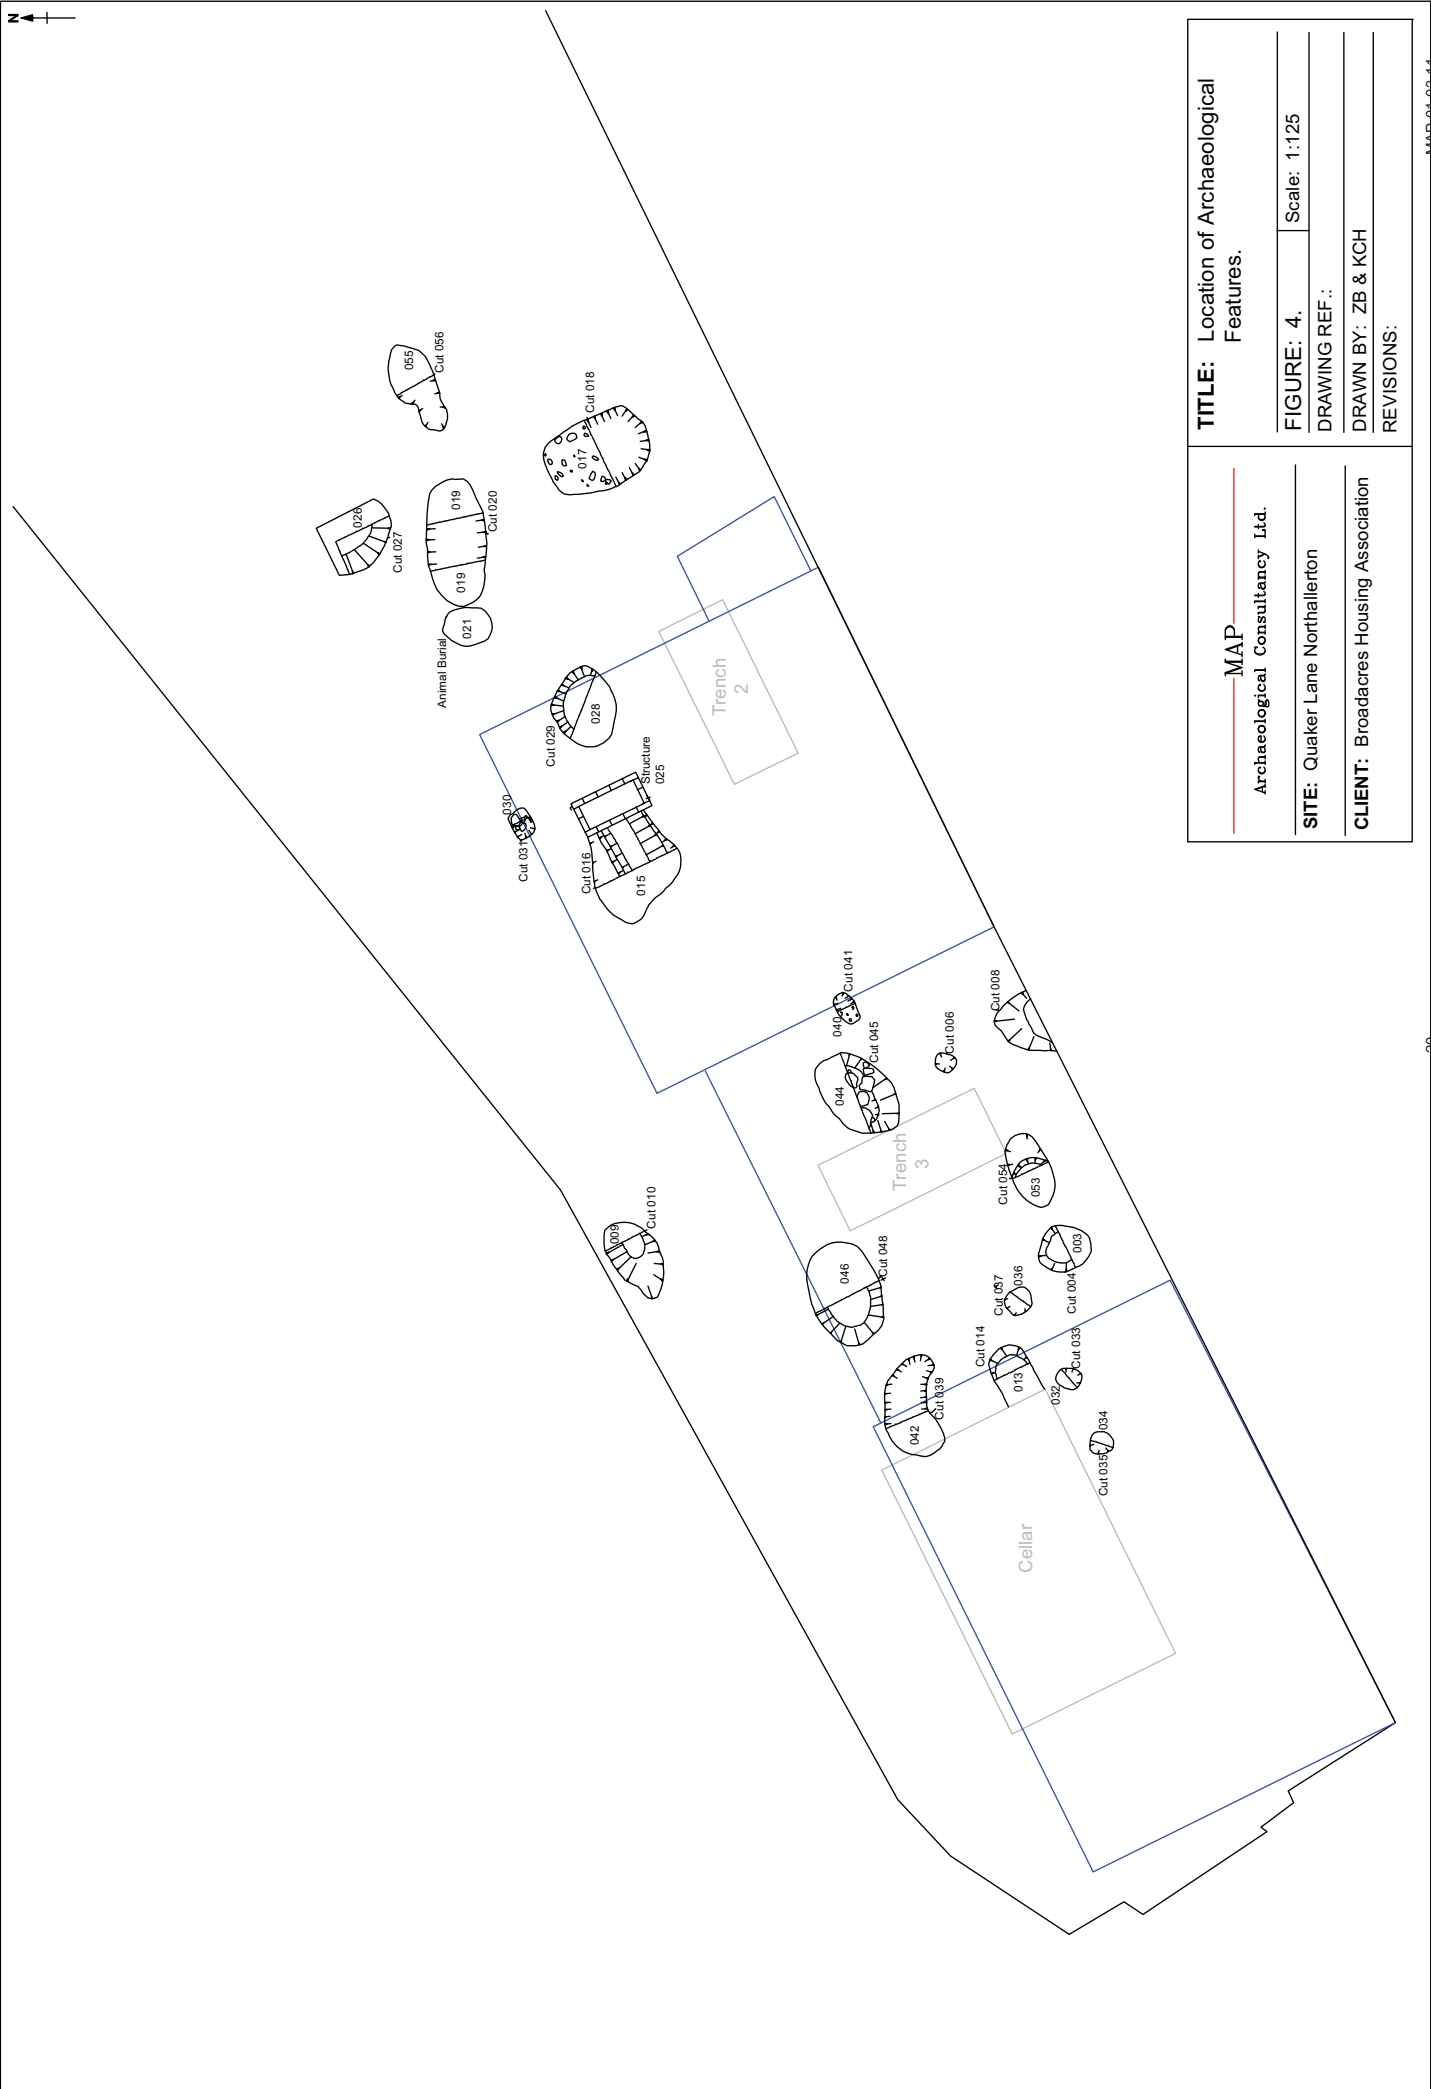 N
055
Cut 056
Cut 018
017
026
Cut 027
019
Cut 020
019
021
Animal Burial
Cut 029
028
Structure
025
030
Cut 031
Cut 016
015
Trench
2
Cut 041
040
Cut 045
044
Cut 006
Cut 008
Trench
3
Cut 054
053
009
Cut 010
046
Cut 048
003
Cut 004
Cut 037
036
Cut 014
013
Cut 033
032
Cut 039
042
034
Cut 035
Cellar
MAP
Archaeological Consultancy Ltd.
SITE: Quaker Lane Northallerton
CLIENT: Broadacres Housing Association
TITLE: Location of Archaeological
Features.
FIGURE: 4.
Scale: 1:125
DRAWING REF.:
DRAWN BY: ZB & KCH
REVISIONS: